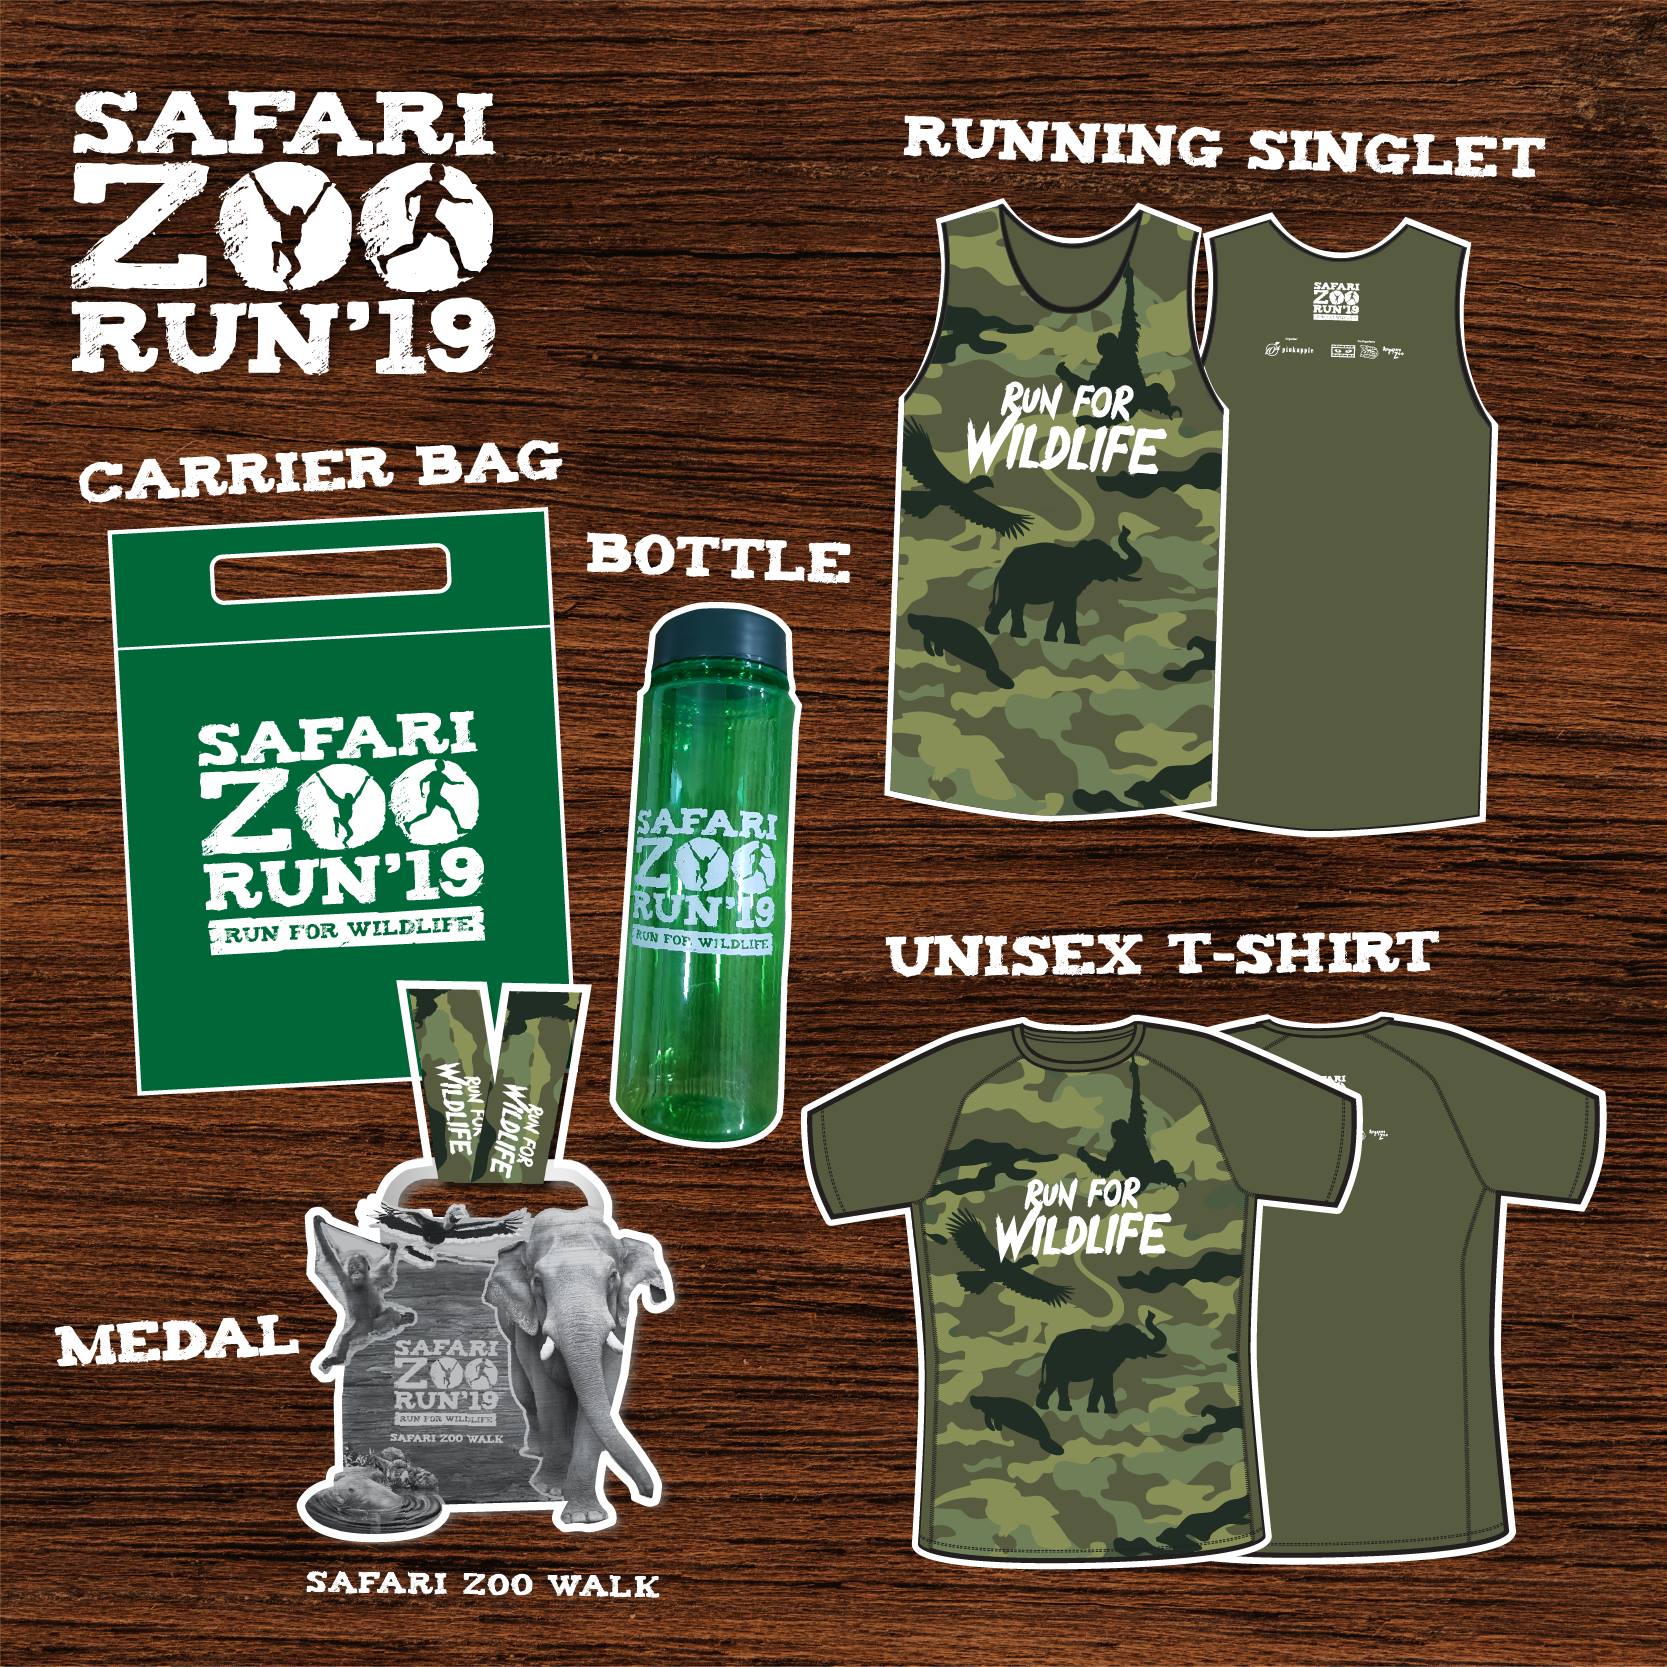 SAFARI
ZOO
RUN'19
RUNNING SINGLET
SAFARI
ZOO
RUN'19
pinkapple
RUN FOR
WILDLIFE
CARRIER BAG
SAFARI
ZOO
RUN'19
RUN FOR WILDLIFE
BOTTLE
SAFARI
ZOO
RUN'19
RUN FOR WILDLIFE
UNISEX T-SHIRT
RUN FOR
WILDLIFE
RUN FOR
WILDLIFE
RUN FOR
WILDLIFE
MEDAL
SAFARI
ZOO
RUN'19
RUN FOR WILDLIFE
SAFARI ZOO WALK
SAFARI ZOO WALK